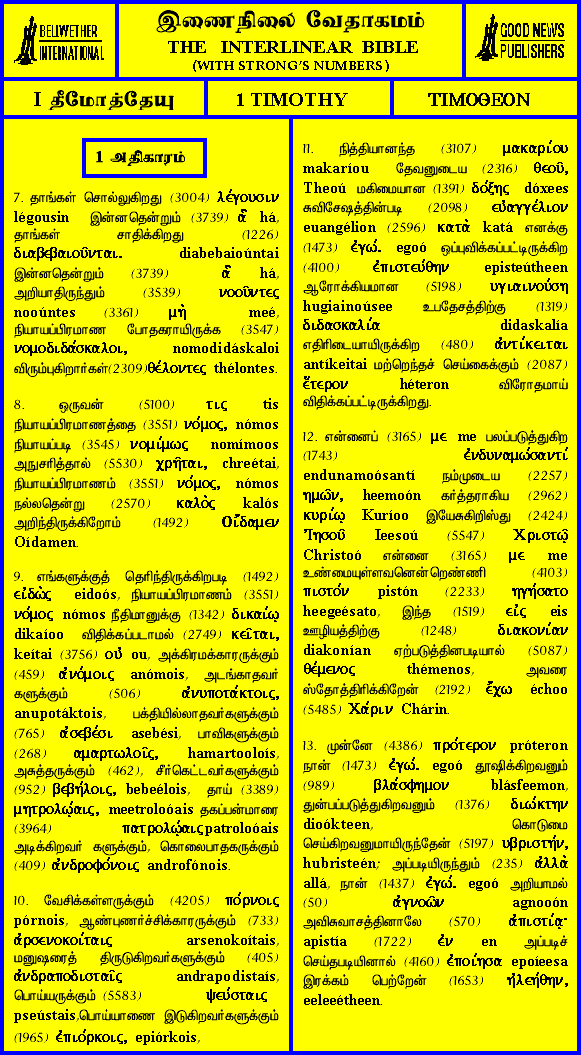 BELLWETHER
INTERNATIONAL
இணைநிலை வேதாகமம்
THE INTERLINEAR BIBLE
(WITH STRONG'S NUMBERS)
GOOD NEWS
PUBLISHERS
I தீமோத்தேயு
1 TIMOTHY
ΤΙΜΟΘΕΟΝ
1 அதிகாரம்
7. தாங்கள் சொல்லுகிறது (3004) λέγουσιν
légousin இன்னதென்றும் (3739) ἃ há,
தாங்கள் சாதிக்கிறது (1226)
διαβεβαιοῦνται. diabebaioúntai
இன்னதென்றும் (3739) ἃ há,
அறியாதிருந்தும் (3539) νοοῦντες
nooúntes (3361) μὴ meé,
நியாயப்பிரமாண போதகராயிருக்க (3547)
νομοδιδάσκαλοι, nomodidáskaloi
விரும்புகிறார்கள்(2309)θέλοντες thélontes.
8. ஒருவன் (5100) τις tis
நியாயப்பிரமாணத்தை (3551) νόμος, nómos
நியாயப்படி (3545) νομίμως nomímoos
அநுசரித்தால் (5530) χρῆται, chreétai,
நியாயப்பிரமாணம் (3551) νόμος, nómos
நல்லதென்று (2570) καλὸς kalós
அறிந்திருக்கிறோம் (1492) Οἴδαμεν
Oídamen.
9. எங்களுக்குத் தெரிந்திருக்கிறபடி (1492)
εἰδὼς eidoós, நியாயப்பிரமாணம் (3551)
νόμος nómos நீதிமானுக்கு (1342) δικαίῳ
dikaíoo விதிக்கப்படாமல் (2749) κεῖται,
keítai (3756) οὐ ou, அக்கிரமக்காரருக்கும்
(459) ἀνόμοις anómois, அடங்காதவர்
களுக்கும் (506) ἀνυποτάκτοις,
anupotáktois, பக்தியில்லாதவர்களுக்கும்
(765) ἀσεβέσι asebési, பாவிகளுக்கும்
(268) αμαρτωλοῖς, hamartoolois,
அசுத்தருக்கும் (462), சீர்கெட்டவர்களுக்கும்
(952) βεβήλοις, bebeélois, தாய் (3389)
μητρολῴαις, meetroloóais தகப்பன்மாரை
(3964) πατρολῴαις patroloóais
அடிக்கிறவர் களுக்கும், கொலைபாதகருக்கும்
(409) ἀνδροφόνοις androfónois.
10. வேசிக்கள்ளருக்கும் (4205) πόρνοις
pórnois, ஆண்புணர்ச்சிக்காரருக்கும் (733)
ἀρσενοκοίταις arsenokoítais,
மனுஷரைத் திருடுகிறவர்களுக்கும் (405)
ἀνδραποδισταῖς andrapodistaís,
பொய்யருக்கும் (5583) ψεύσταις
pseústais,பொய்யாணை இடுகிறவர்களுக்கும்
(1965) ἐπιόρκοις, epiórkois,
11. நித்தியானந்த (3107) μακαρίου
makaríou தேவனுடைய (2316) θεοῦ,
Theoú மகிமையான (1391) δόξης dóxees
சுவிசேஷத்தின்படி (2098) εὐαγγέλιον
euangélion (2596) κατὰ katá எனக்கு
(1473) ἐγώ. egoó ஒப்புவிக்கப்பட்டிருக்கிற
(4100) ἐπιστεύθην episteútheen
ஆரோக்கியமான (5198) υγιαινούση
hugiainoúsee உபதேசத்திற்கு (1319)
διδασκαλία didaskalía
எதிரிடையாயிருக்கிற (480) ἀντίκειται
antíkeitai மற்றெந்தச் செய்கைக்கும் (2087)
ἕτερον héteron விரோதமாய்
விதிக்கப்பட்டிருக்கிறது.
12. என்னைப் (3165) με me பலப்படுத்துகிற
(1743) ἐνδυναμώσαντί
endunamoósantí நம்முடைய (2257)
ημῶν, heemoón கர்த்தராகிய (2962)
κυρίῳ Kuríoo இயேசுகிறிஸ்து (2424)
Ἰησοῦ Ieesoú (5547) Χριστῷ
Christoó என்னை (3165) με me
உண்மையுள்ளவனென்றெண்ணி (4103)
πιστόν pistón (2233) ηγήσατο
heegeésato, இந்த (1519) εἰς eis
ஊழியத்திற்கு (1248) διακονίαν
diakonían ஏற்படுத்தினபடியால் (5087)
θέμενος thémenos, அவரை
ஸ்தோத்திரிக்கிறேன் (2192) ἔχω échoo
(5485) Χάριν Chárin.
13. முன்னே (4386) πρότερον próteron
நான் (1473) ἐγώ. egoó தூஷிக்கிறவனும்
(989) βλάσφημον blásfeemon,
துன்பப்படுத்துகிறவனும் (1376) διώκτην
dioókteen, கொடுமை
செய்கிறவனுமாயிருந்தேன் (5197) υβριστήν,
hubristeén; அப்படியிருந்தும் (235) ἀλλὰ
allá, நான் (1437) ἐγώ. egoó அறியாமல்
(50) ἀγνοῶν agnooón
அவிசுவாசத்தினாலே (570) ἀπιστίᾳ·
apistía (1722) ἐν en அப்படிச்
செய்தபடியினால் (4160) ἐποίησα epoíeesa
இரக்கம் பெற்றேன் (1653) ἠλεήθην,
eeleeétheen.